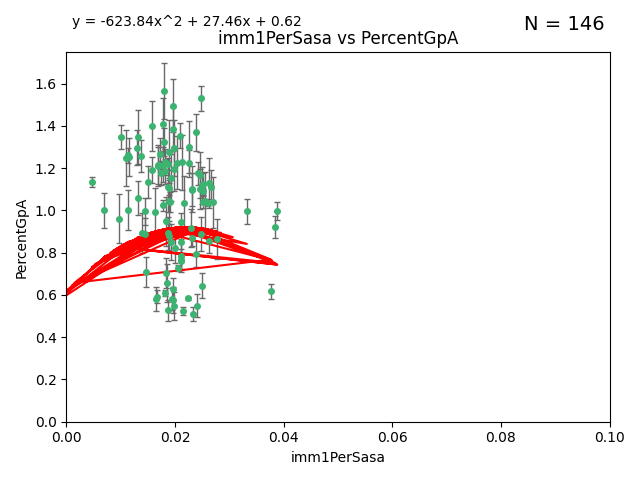 y = -623.84x^2 + 27.46x + 0.62
N = 146
imm1PerSasa vs PercentGpA
PercentGpA
1.6
1.4
1.2
1.0
0.8
0.6
0.4
0.2
0.0
0.00 0.02 0.04 0.06 0.08 0.10
imm1PerSasa